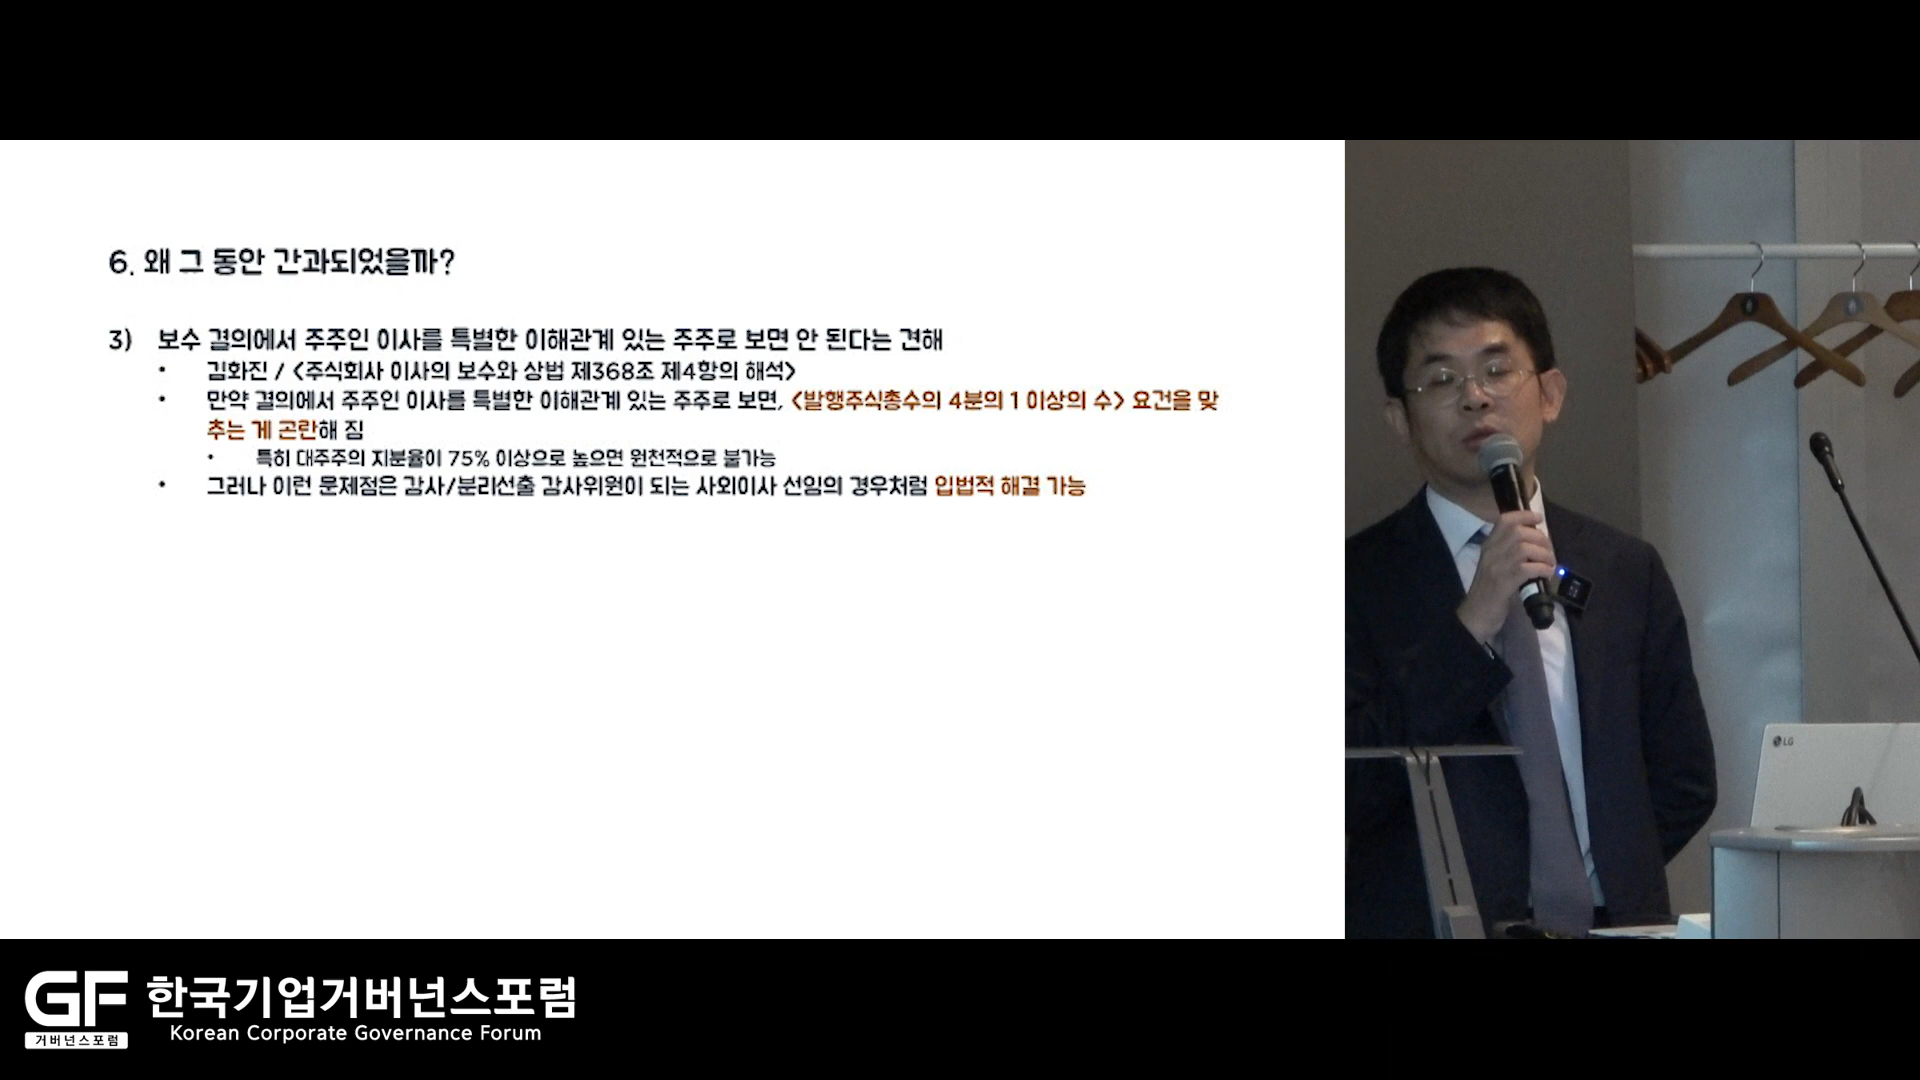 6. 왜 그 동안 간과되었을까?
3) 보수 결의에서 주주인 이사를 특별한 이해관계 있는 주주로 보면 안 된다는 견해
• 김화진 / <주식회사 이사의 보수와 상법 제368조 제4항의 해석>
• 만약 결의에서 주주인 이사를 특별한 이해관계 있는 주주로 보면, <발행주식총수의 4분의 1 이상의 수> 요건을 맞
추는 게 곤란해 짐
• 특히 대주주의 지분율이 75% 이상으로 높으면 원천적으로 불가능
• 그러나 이런 문제점은 감사/분리선출 감사위원이 되는 사외이사 선임의 경우처럼 입법적 해결 가능
LG
GF 한국기업거버넌스포럼
거버넌스포럼 Korean Corporate Governance Forum